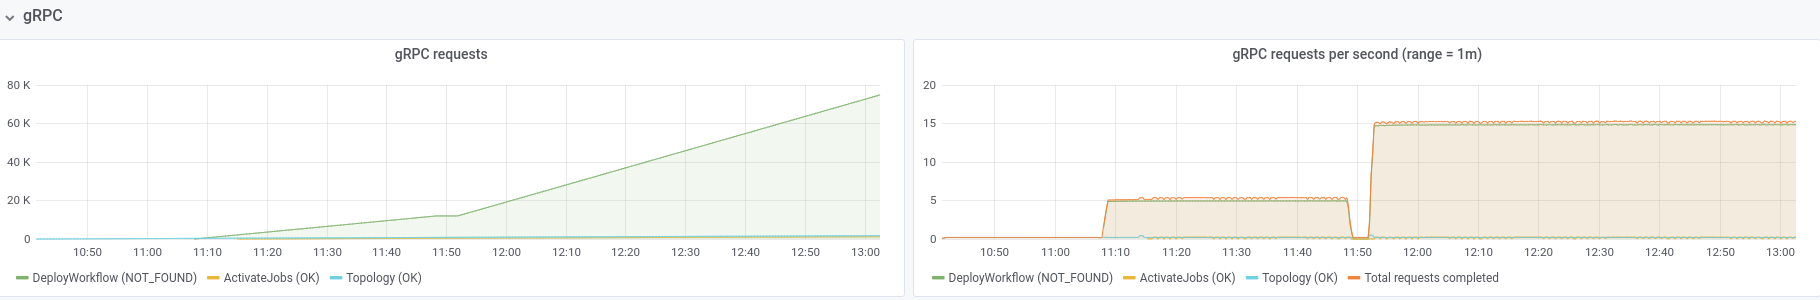 gRPC
gRPC requests
80 K
60 K
40 K
20 K
0
10:50 11:00 11:10 11:20 11:30 11:40 11:50 12:00 12:10 12:20 12:30 12:40 12:50 13:00
DeployWorkflow (NOT_FOUND) ActivateJobs (OK) Topology (OK)
gRPC requests per second (range = 1m)
20
15
10
5
0
10:50 11:00 11:10 11:20 11:30 11:40 11:50 12:00 12:10 12:20 12:30 12:40 12:50 13:00
DeployWorkflow (NOT_FOUND) ActivateJobs (OK) Topology (OK) Total requests completed